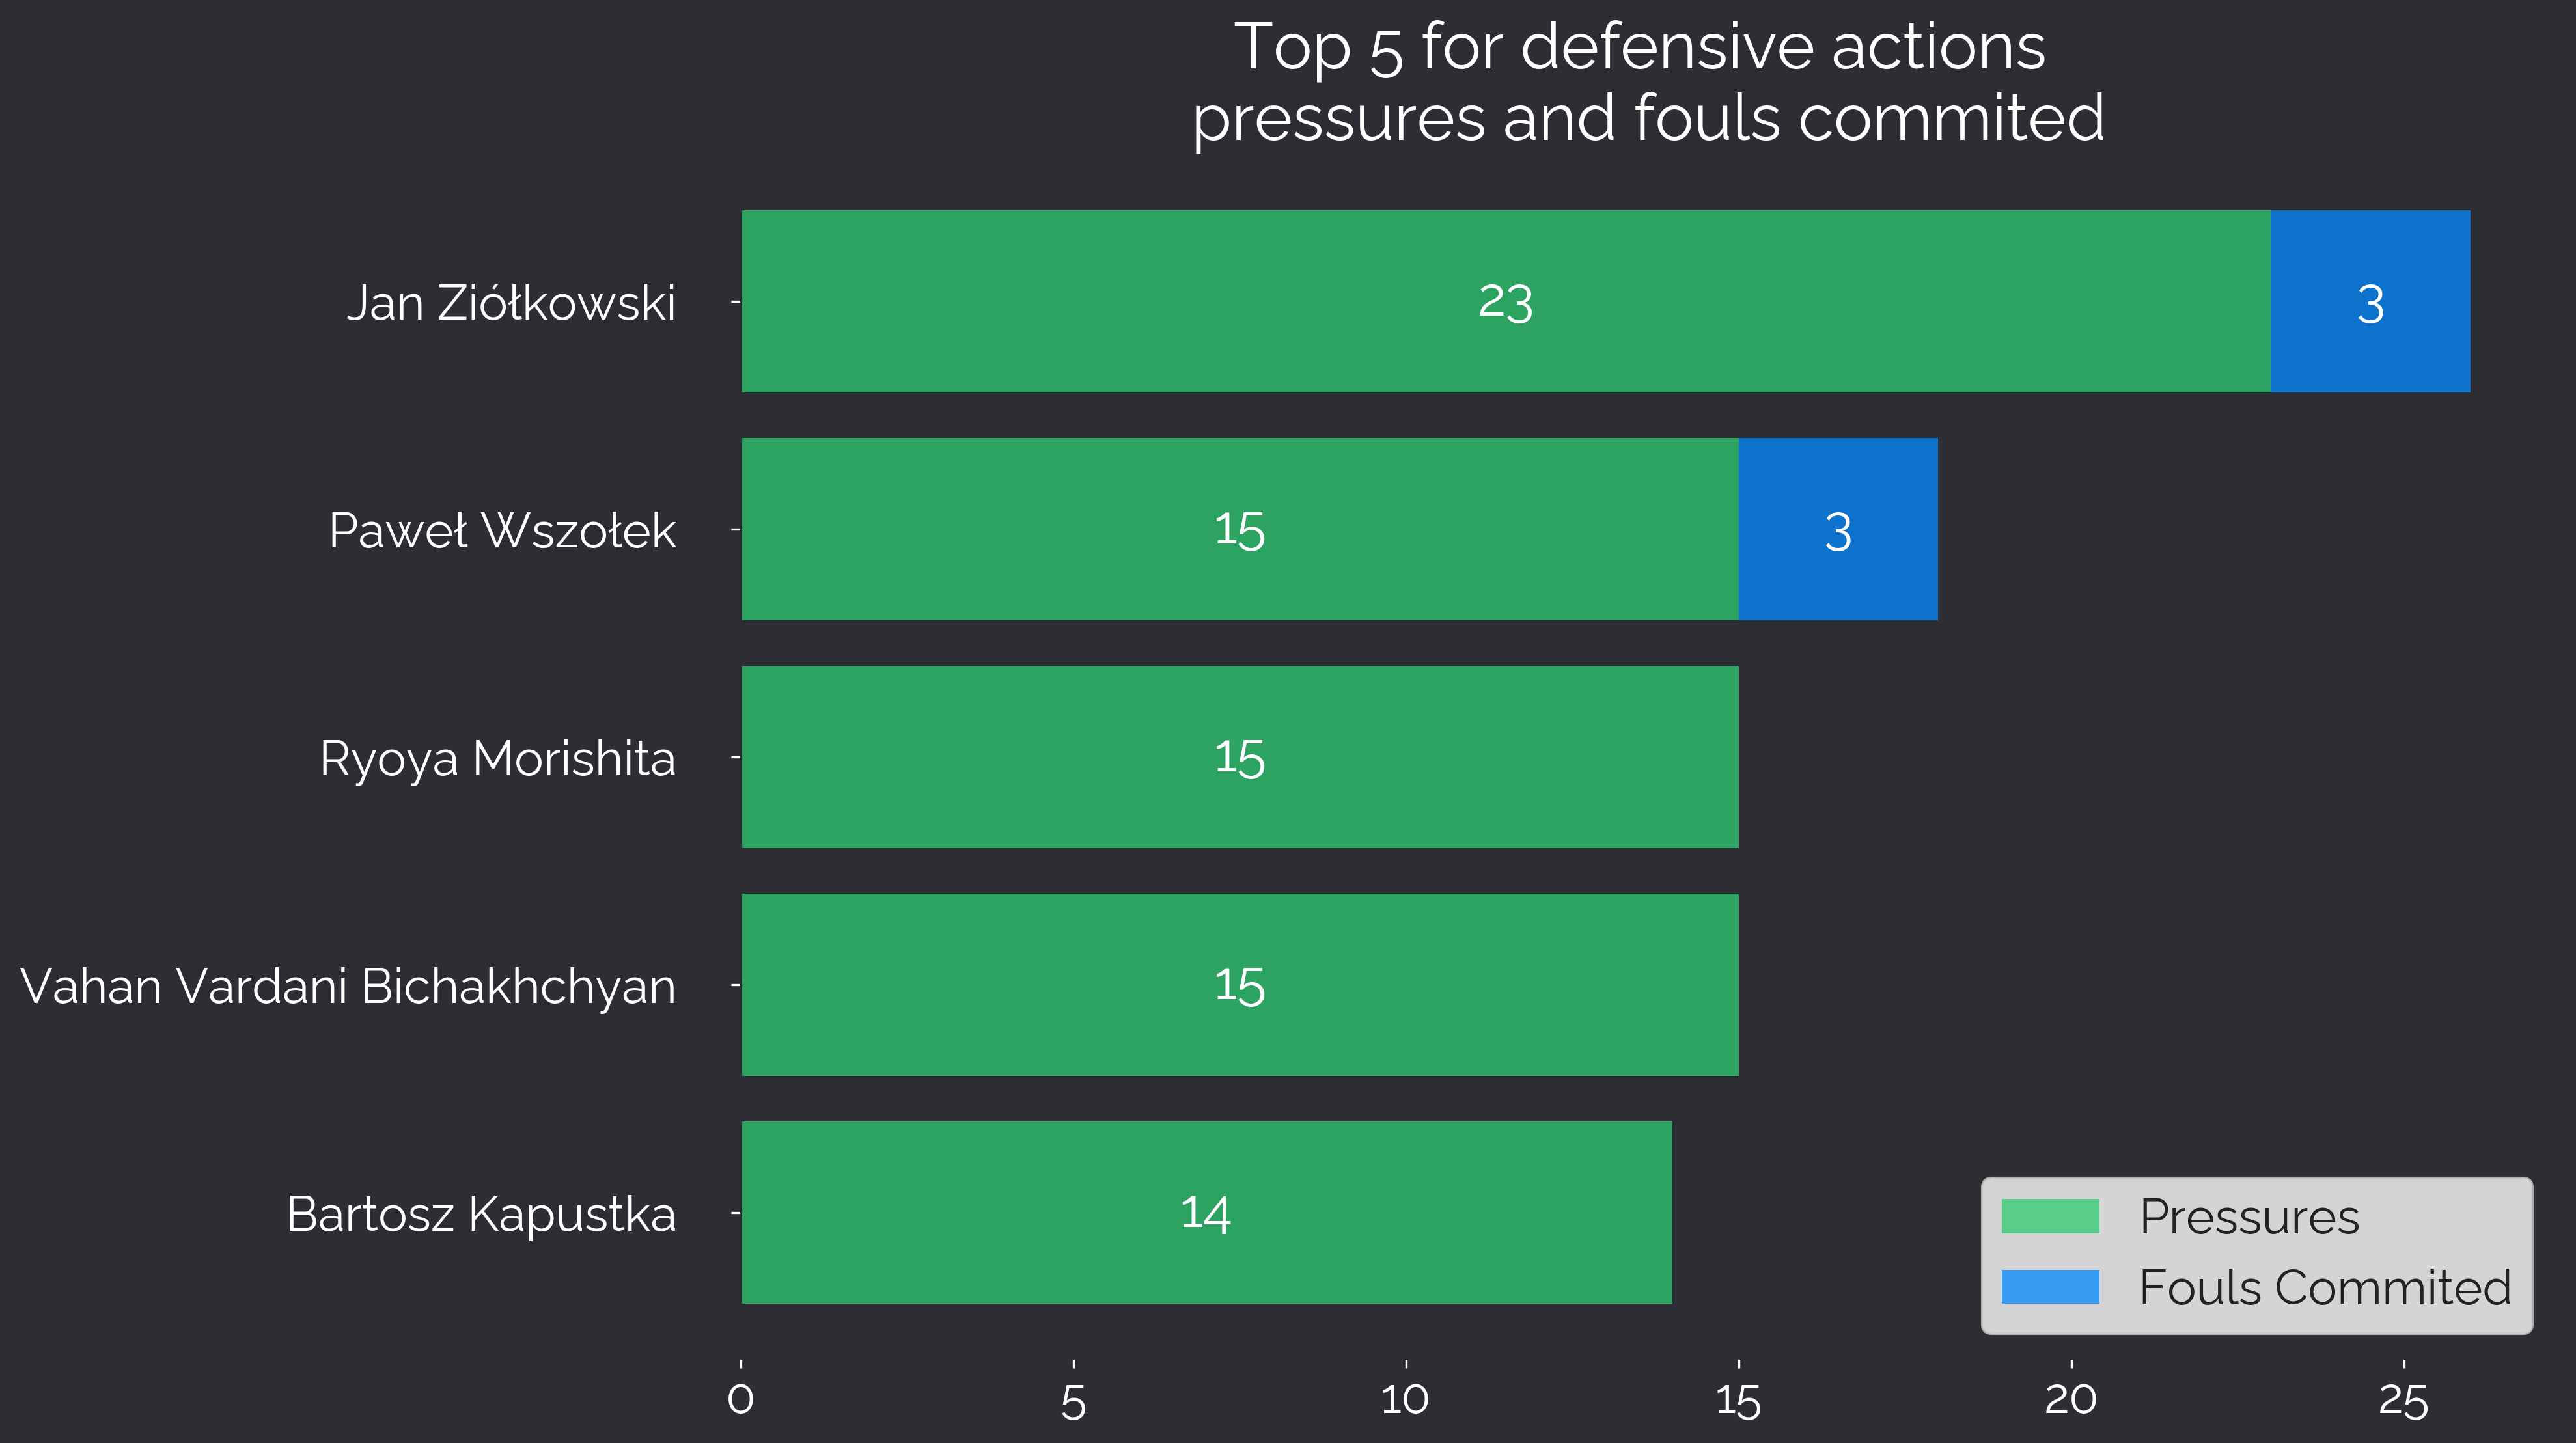 Top 5 for defensive actions
pressures and fouls commited
Jan Ziółkowski
23
3
Paweł Wszołek
15
3
Ryoya Morishita
15
Vahan Vardani Bichakhchyan
15
Bartosz Kapustka
14
Pressures
Fouls Commited
0 5 10 15 20 25